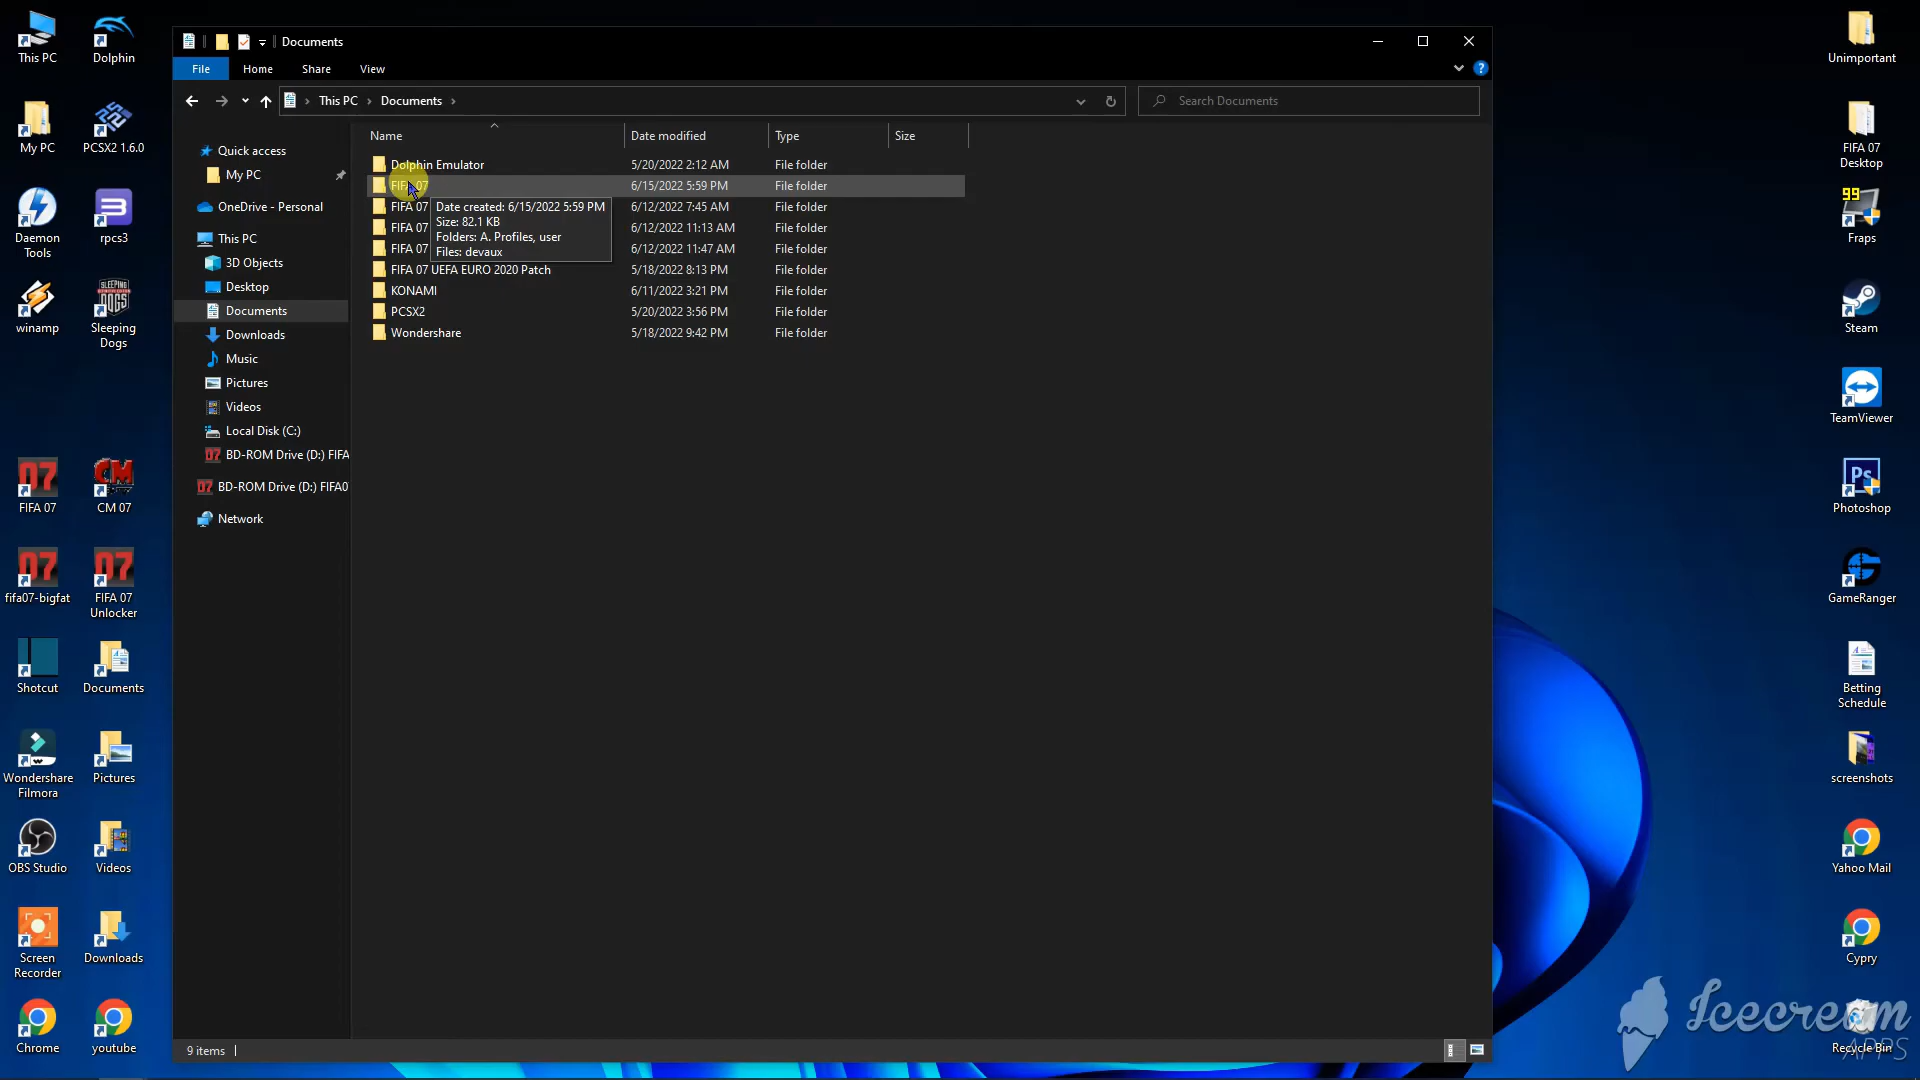 This PC
Dolphin
My PC
PCSX2 1.6.0
Daemon
Tools
rpcs3
winamp
Sleeping
Dogs
FIFA 07
CM 07
fifa07-bigfat
FIFA 07
Unlocker
Shotcut
Documents
Wondershare
Filmora
Pictures
OBS Studio
Videos
Screen
Recorder
Downloads
Chrome
youtube
Documents
File
Home
Share
View
This PC
Documents
Search Documents
Quick access
My PC
OneDrive - Personal
This PC
3D Objects
Desktop
Documents
Downloads
Music
Pictures
Videos
Local Disk (C:)
BD-ROM Drive (D:) FIFA
BD-ROM Drive (D:) FIFA0
Network
Name
Date modified
Type
Size
Dolphin Emulator 5/20/2022 2:12 AM File folder
FIFA 07 6/15/2022 5:59 PM File folder
FIFA 07 6/12/2022 7:45 AM File folder
FIFA 07 6/12/2022 11:13 AM File folder
FIFA 07 6/12/2022 11:47 AM File folder
FIFA 07 UEFA EURO 2020 Patch 5/18/2022 8:13 PM File folder
KONAMI 6/11/2022 3:21 PM File folder
PCSX2 5/20/2022 3:56 PM File folder
Wondershare 5/18/2022 9:42 PM File folder
Date created: 6/15/2022 5:59 PM
Size: 82.1 KB
Folders: A. Profiles, user
Files: devaux
9 items
Unimportant
FIFA 07
Desktop
99
Fraps
Steam
TeamViewer
Ps
Photoshop
GameRanger
Betting
Schedule
screenshots
Yahoo Mail
Cypry
Recycle Bin
Icecream
APPS